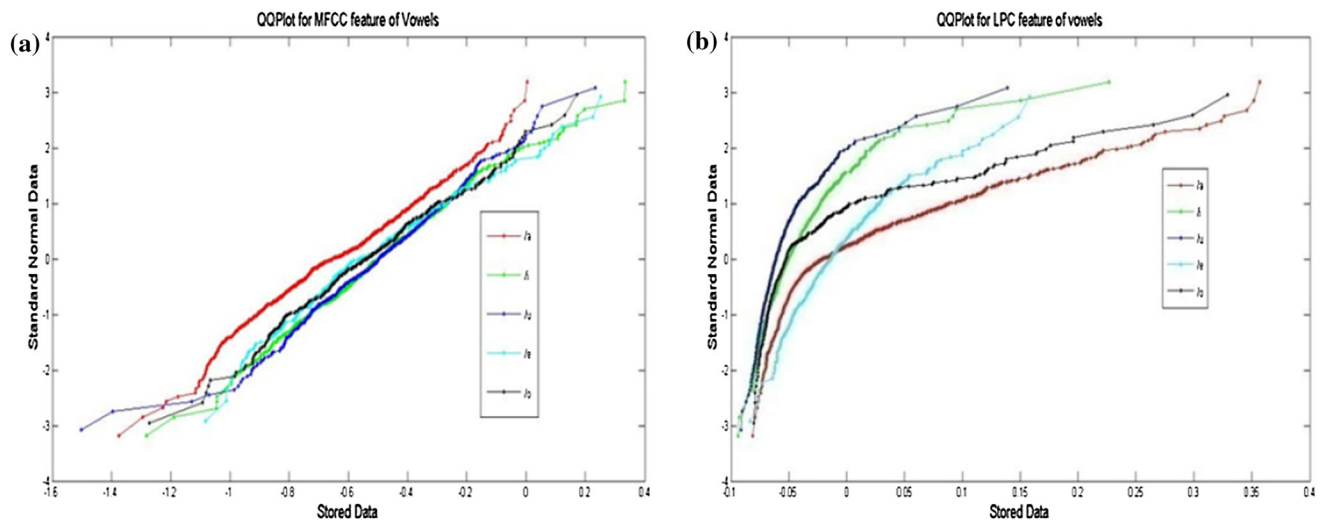 QQPlot for MFCC feature of Vowels
(a)
Standard Normal Data
4
3
2
1
0
-1
-2
-3
-4
/a
/i
/u
/e
/o
-1.6 -1.4 -1.2 -1 -0.8 -0.6 -0.4 -0.2 0 0.2 0.4
Stored Data
QQPlot for LPC feature of vowels
(b)
Standard Normal Data
4
3
2
1
0
-1
-2
-3
-4
/a
/i
/u
/e
/o
-0.1 -0.05 0 0.05 0.1 0.15 0.2 0.25 0.3 0.35 0.4
Stored Data